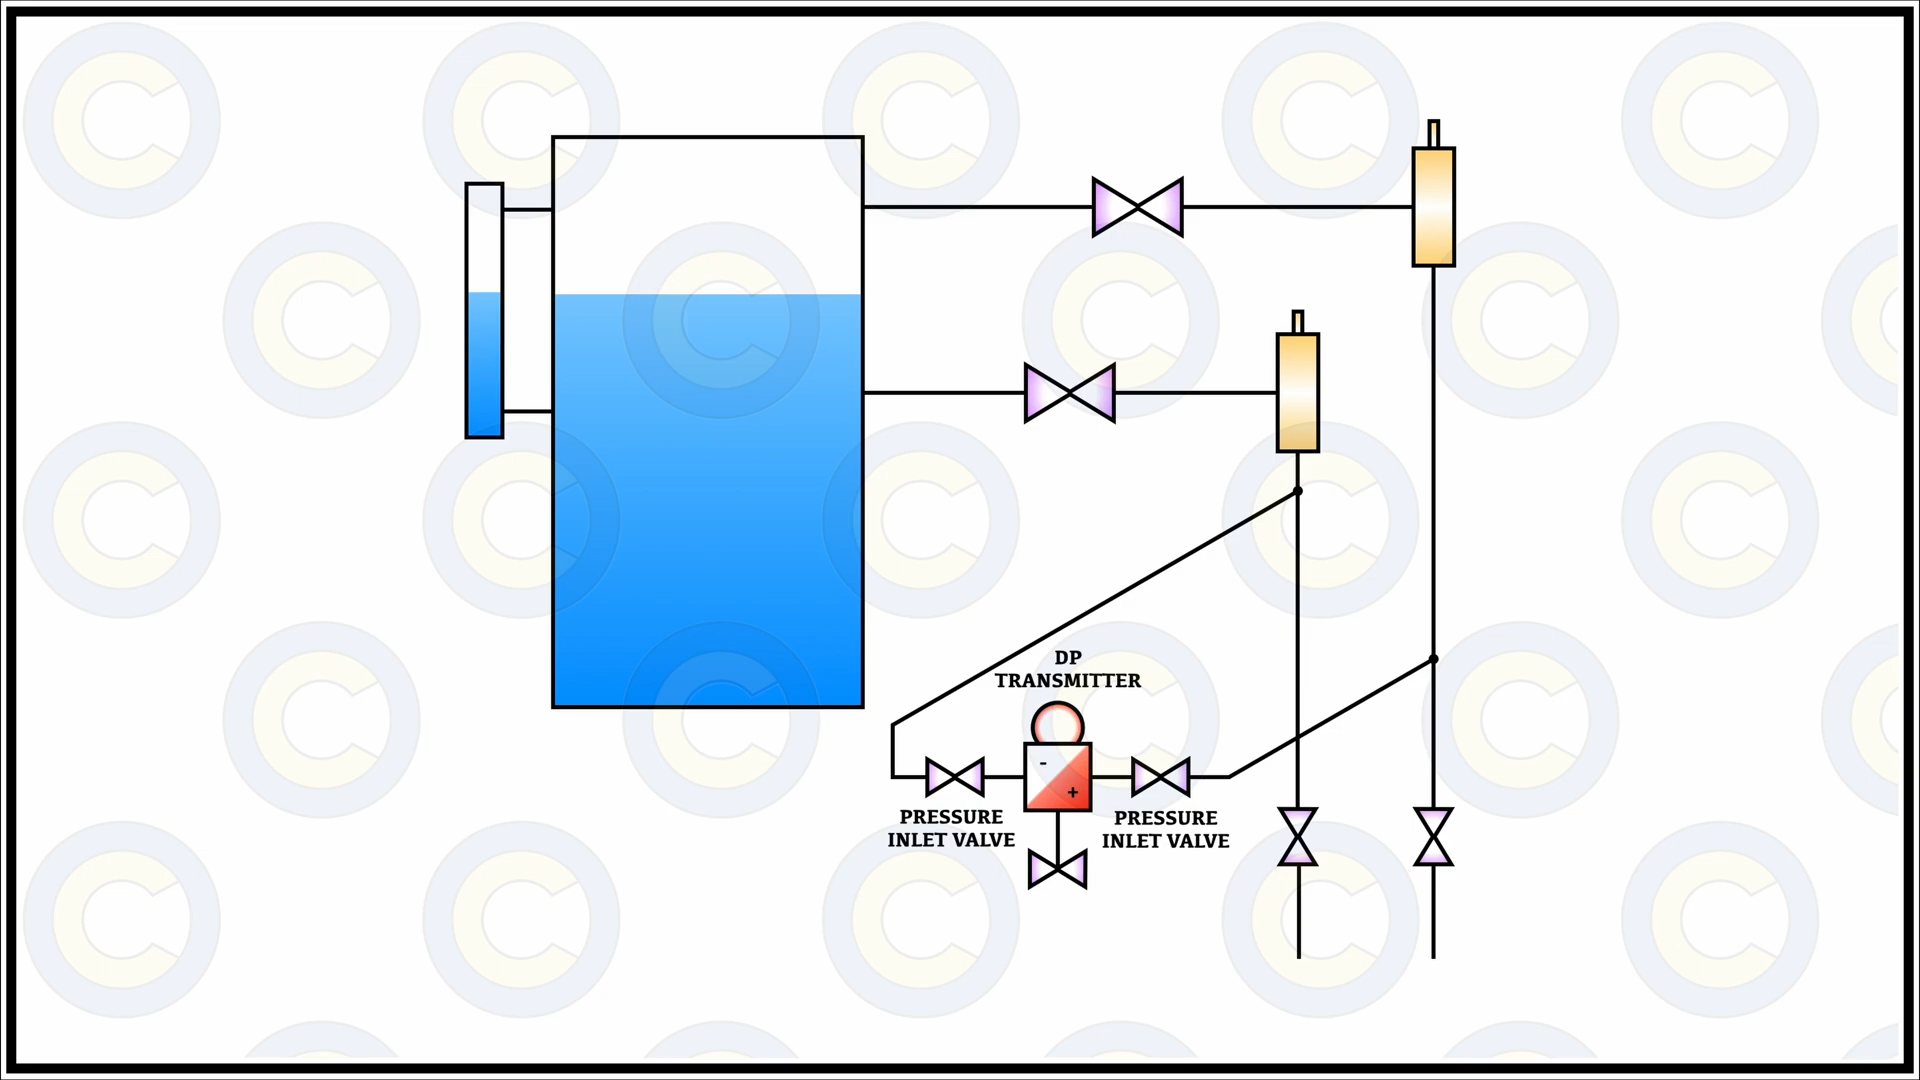 DP
TRANSMITTER
-
+
PRESSURE
INLET VALVE
PRESSURE
INLET VALVE